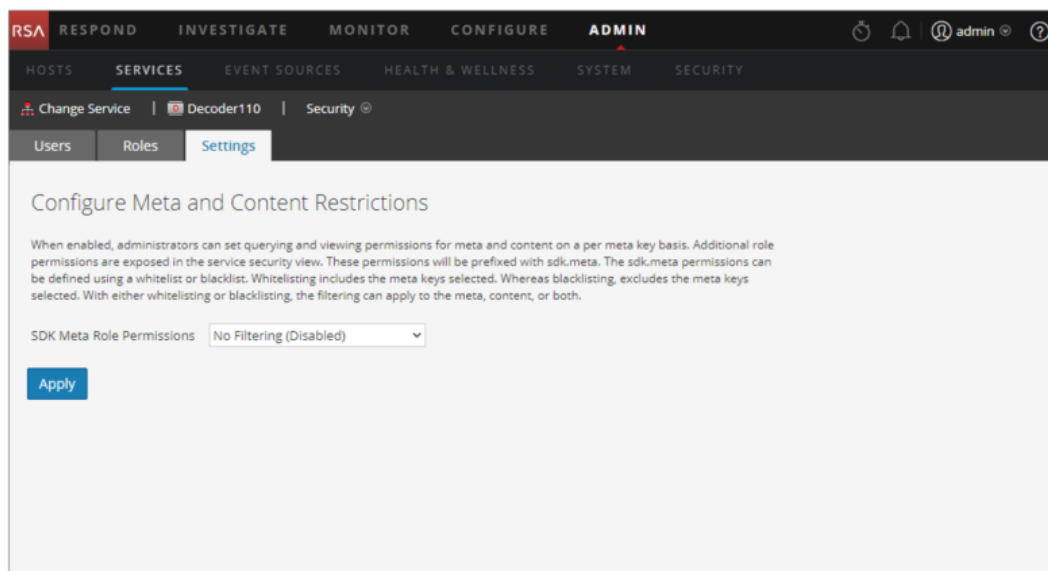 RSA RESPOND INVESTIGATE MONITOR CONFIGURE ADMIN admin ?
HOSTS SERVICES EVENT SOURCES HEALTH & WELLNESS SYSTEM SECURITY
Change Service | Decoder110 | Security
Users Roles Settings
Configure Meta and Content Restrictions
When enabled, administrators can set querying and viewing permissions for meta and content on a per meta key basis. Additional role
permissions are exposed in the service security view. These permissions will be prefixed with sdk.meta. The sdk.meta permissions can
be defined using a whitelist or blacklist. Whitelisting includes the meta keys selected. Whereas blacklisting, excludes the meta keys
selected. With either whitelisting or blacklisting, the filtering can apply to the meta, content, or both.
SDK Meta Role Permissions No Filtering (Disabled)
Apply